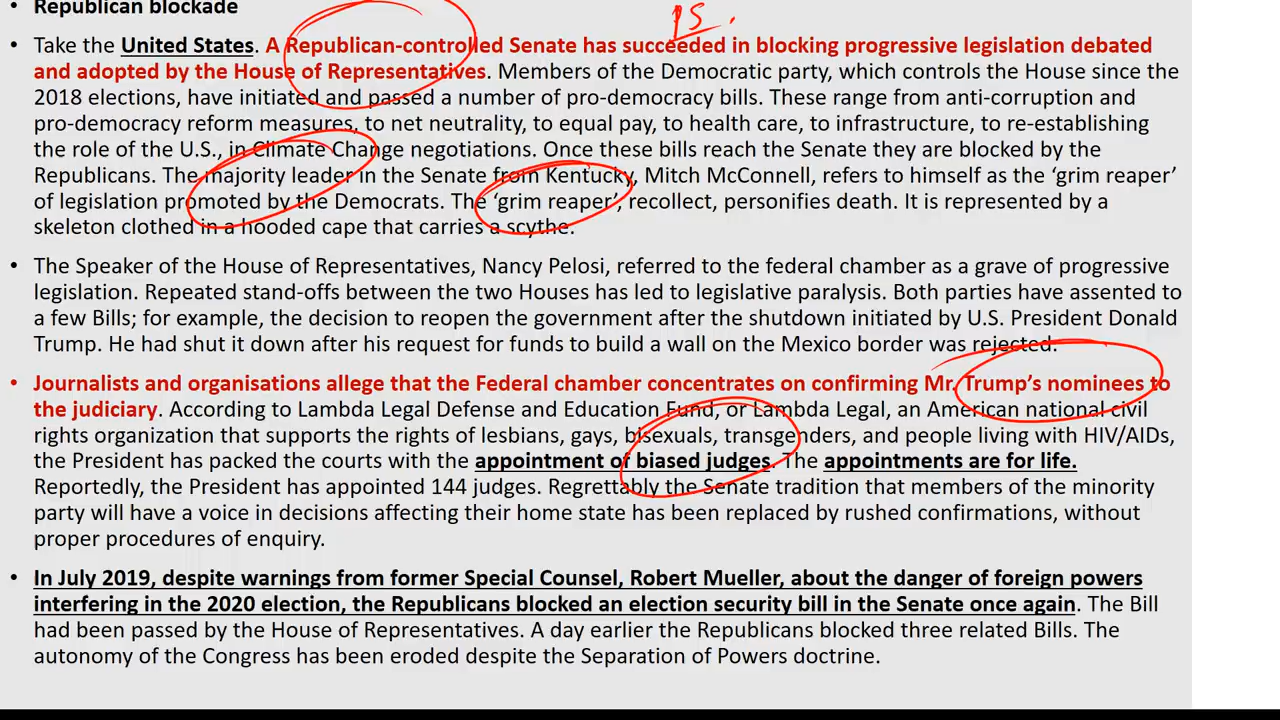 Republican blockade
IS.
Take the United States. A Republican-controlled Senate has succeeded in blocking progressive legislation debated
and adopted by the House of Representatives. Members of the Democratic party, which controls the House since the
2018 elections, have initiated and passed a number of pro-democracy bills. These range from anti-corruption and
pro-democracy reform measures, to net neutrality, to equal pay, to health care, to infrastructure, to re-establishing
the role of the U.S., in Climate Change negotiations. Once these bills reach the Senate they are blocked by the
Republicans. The majority leader in the Senate from Kentucky, Mitch McConnell, refers to himself as the ‘grim reaper’
of legislation promoted by the Democrats. The ‘grim reaper’, recollect, personifies death. It is represented by a
skeleton clothed in a hooded cape that carries a scythe.
The Speaker of the House of Representatives, Nancy Pelosi, referred to the federal chamber as a grave of progressive
legislation. Repeated stand-offs between the two Houses has led to legislative paralysis. Both parties have assented to
a few Bills; for example, the decision to reopen the government after the shutdown initiated by U.S. President Donald
Trump. He had shut it down after his request for funds to build a wall on the Mexico border was rejected.
Journalists and organisations allege that the Federal chamber concentrates on confirming Mr. Trump’s nominees to
the judiciary. According to Lambda Legal Defense and Education Fund, or Lambda Legal, an American national civil
rights organization that supports the rights of lesbians, gays, bisexuals, transgenders, and people living with HIV/AIDs,
the President has packed the courts with the appointment of biased judges. The appointments are for life.
Reportedly, the President has appointed 144 judges. Regrettably the Senate tradition that members of the minority
party will have a voice in decisions affecting their home state has been replaced by rushed confirmations, without
proper procedures of enquiry.
In July 2019, despite warnings from former Special Counsel, Robert Mueller, about the danger of foreign powers
interfering in the 2020 election, the Republicans blocked an election security bill in the Senate once again. The Bill
had been passed by the House of Representatives. A day earlier the Republicans blocked three related Bills. The
autonomy of the Congress has been eroded despite the Separation of Powers doctrine.